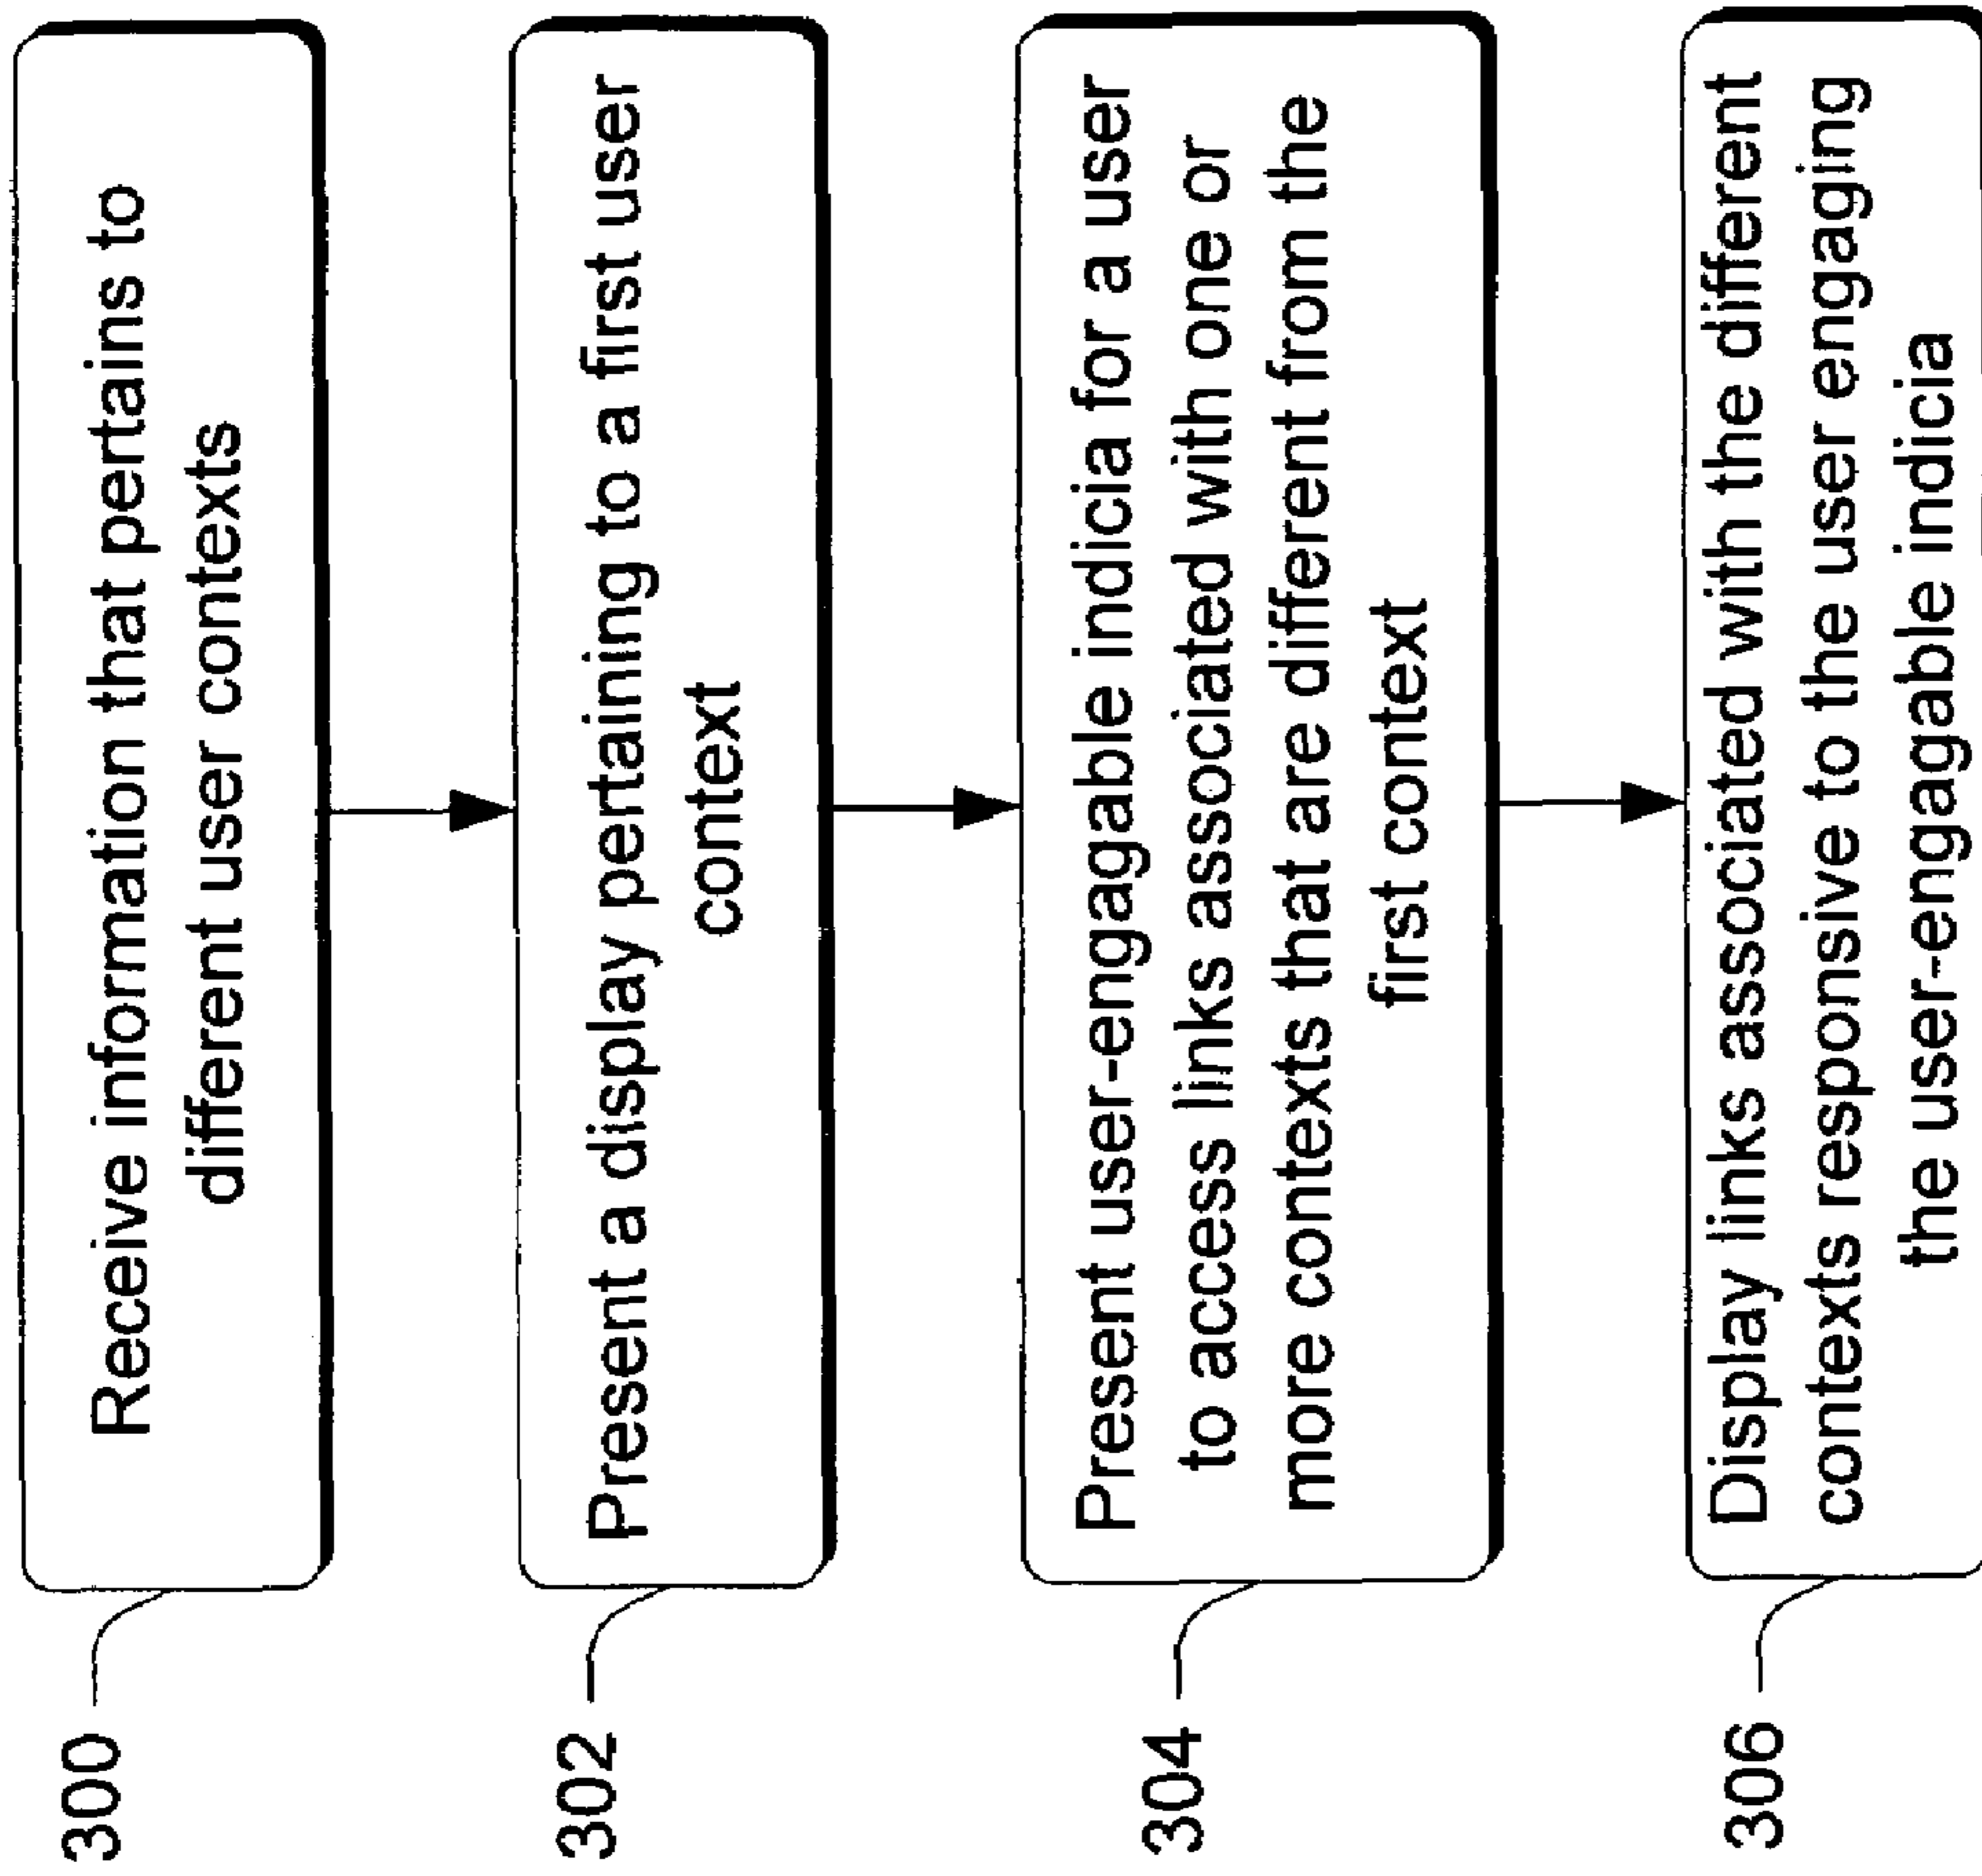 300
Receive information that pertains to
different user contexts
302
Present a display pertaining to a first user
context
304
Present user-engagable indicia for a user
to access links associated with one or
more contexts that are different from the
first context
306
Display links associated with the different
contexts responsive to the user engaging
the user-engagable indicia